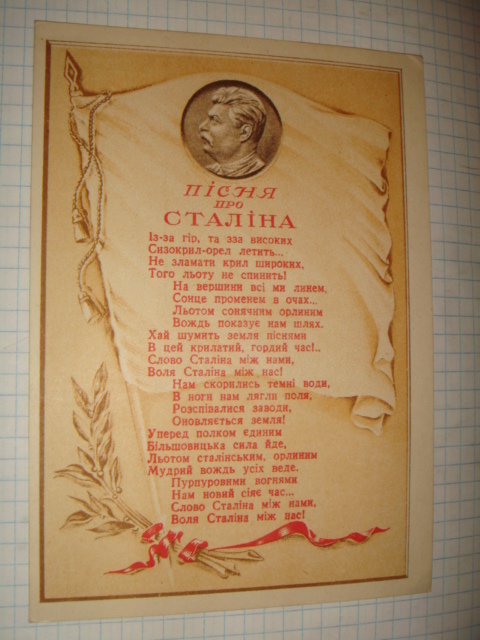 ПІСНЯ
ПРО
СТАЛІНА
Із-за гір, та зза високих
Сизокрил-орел летить...
Не зламати крил широких,
Того льоту не спинить!
На вершини всі ми линем,
Сонце променем в очах...
Льотом сонячним орлиним
Вождь показує нам шлях.
Хай шумить земля піснями
В цей крилатий, гордий час!..
Слово Сталіна між нами,
Воля Сталіна між нас!
Нам скорились темні води,
В ноги нам лягли поля,
Розспівалися заводи,
Оновляється земля!
Уперед полком єдиним
Більшовицька сила йде,
Льотом сталінським, орлиним
Мудрий вождь усіх веде.
Пурпуровими вогнями
Нам новий сіяє час...
Слово Сталіна між нами,
Воля Сталіна між нас!